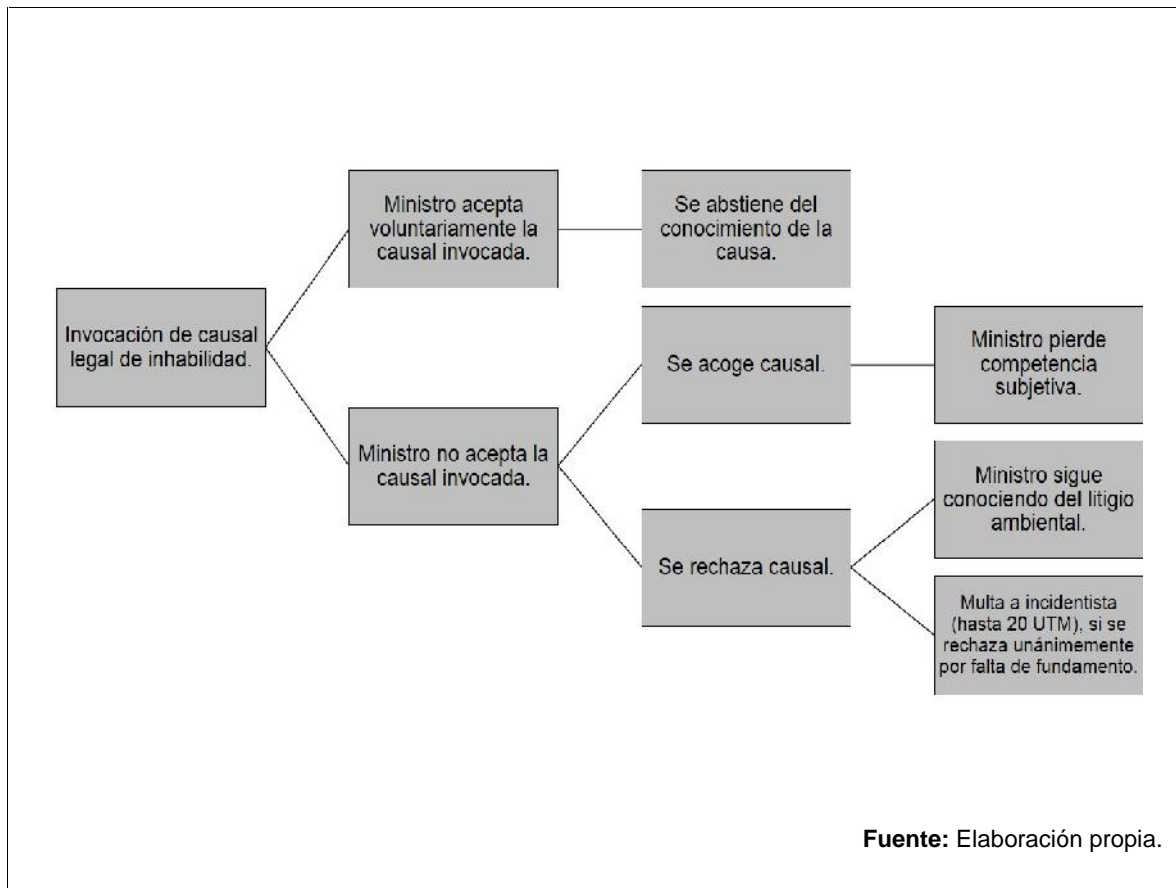 Invocación de causal
legal de inhabilidad.
Ministro acepta
voluntariamente la
causal invocada.
Se abstiene del
conocimiento de la
causa.
Ministro no acepta la
causal invocada.
Se acoge causal.
Ministro pierde
competencia
subjetiva.
Se rechaza causal.
Ministro sigue
conociendo del litigio
ambiental.
Multa a incidentista
(hasta 20 UTM), si se
rechaza unánimemente
por falta de fundamento.
Fuente: Elaboración propia.